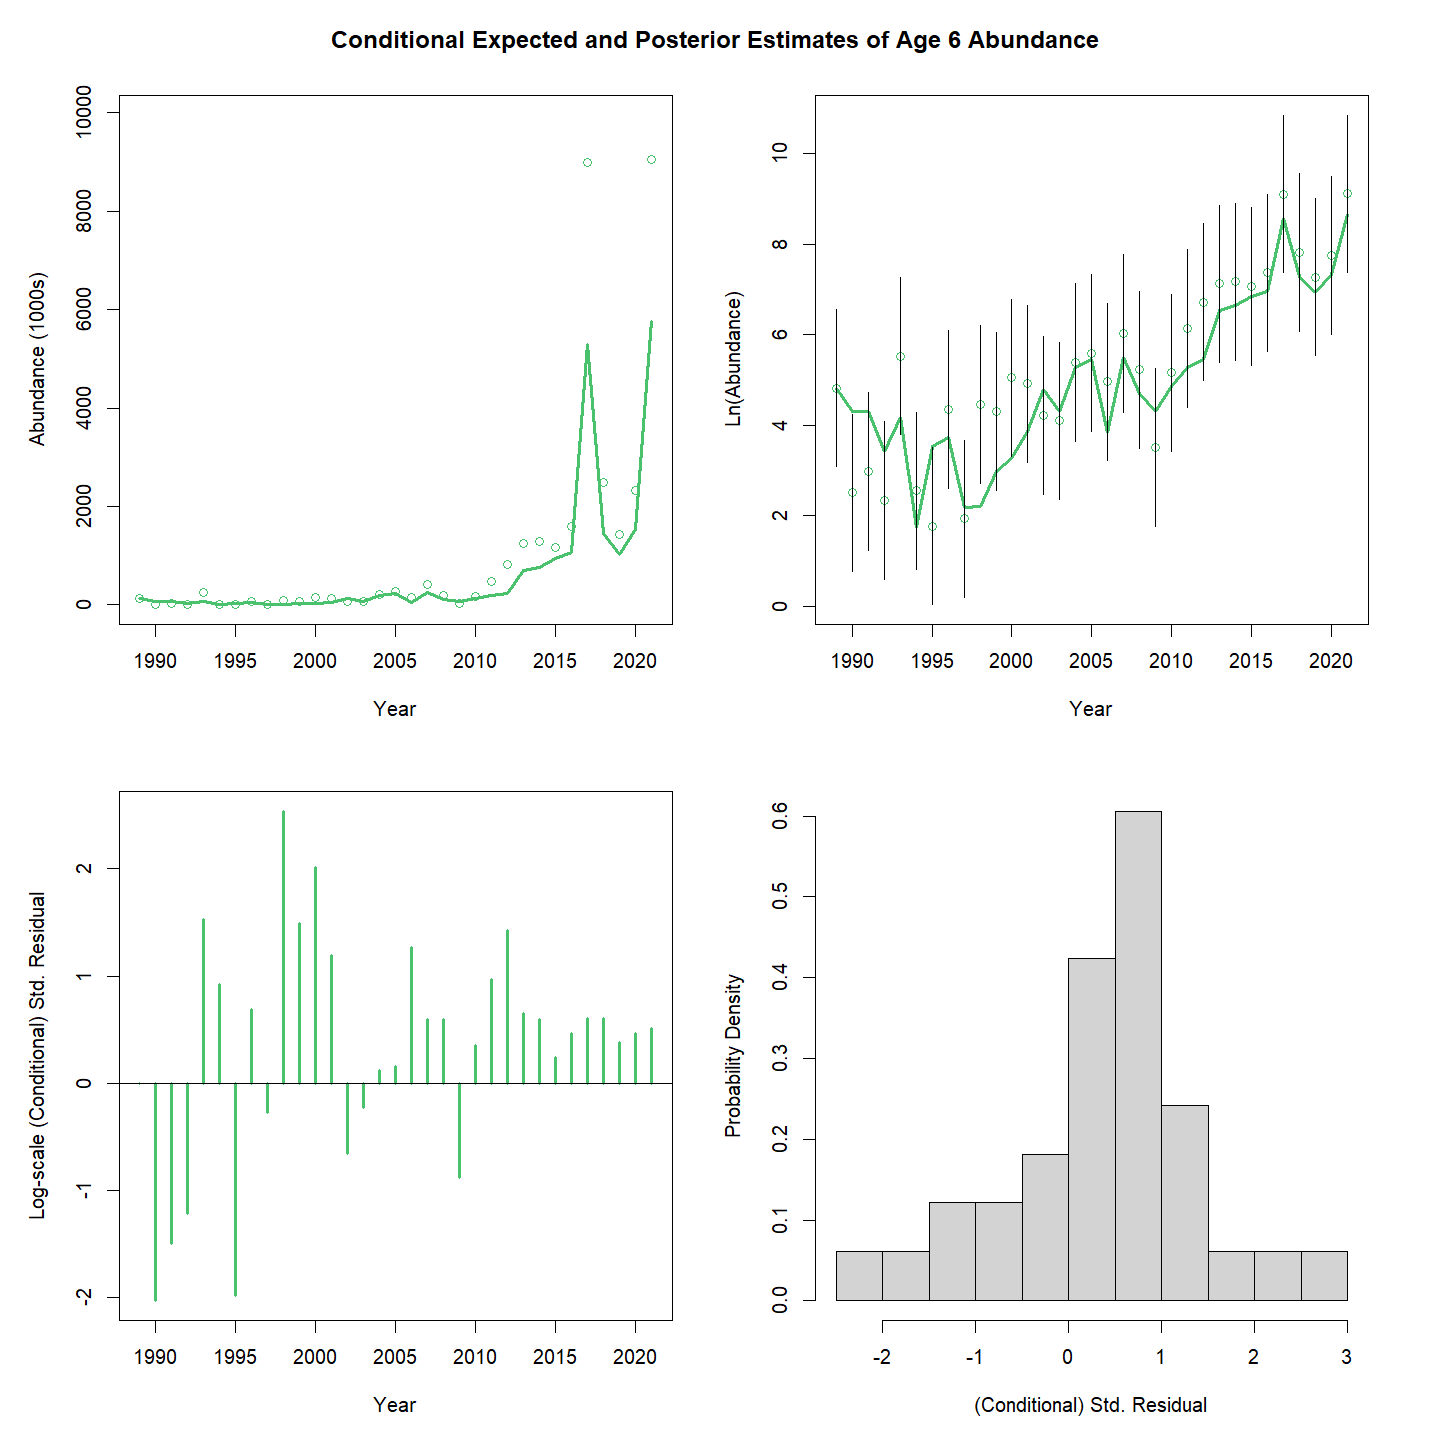 Conditional Expected and Posterior Estimates of Age 6 Abundance
Abundance (1000s)
10000
8000
6000
4000
2000
0
1990 1995 2000 2005 2010 2015 2020
Year
Ln(Abundance)
10
8
6
4
2
0
1990 1995 2000 2005 2010 2015 2020
Year
Log-scale (Conditional) Std. Residual
2
1
0
-1
-2
1990 1995 2000 2005 2010 2015 2020
Year
Probability Density
0.6
0.5
0.4
0.3
0.2
0.1
0.0
-2 -1 0 1 2 3
(Conditional) Std. Residual